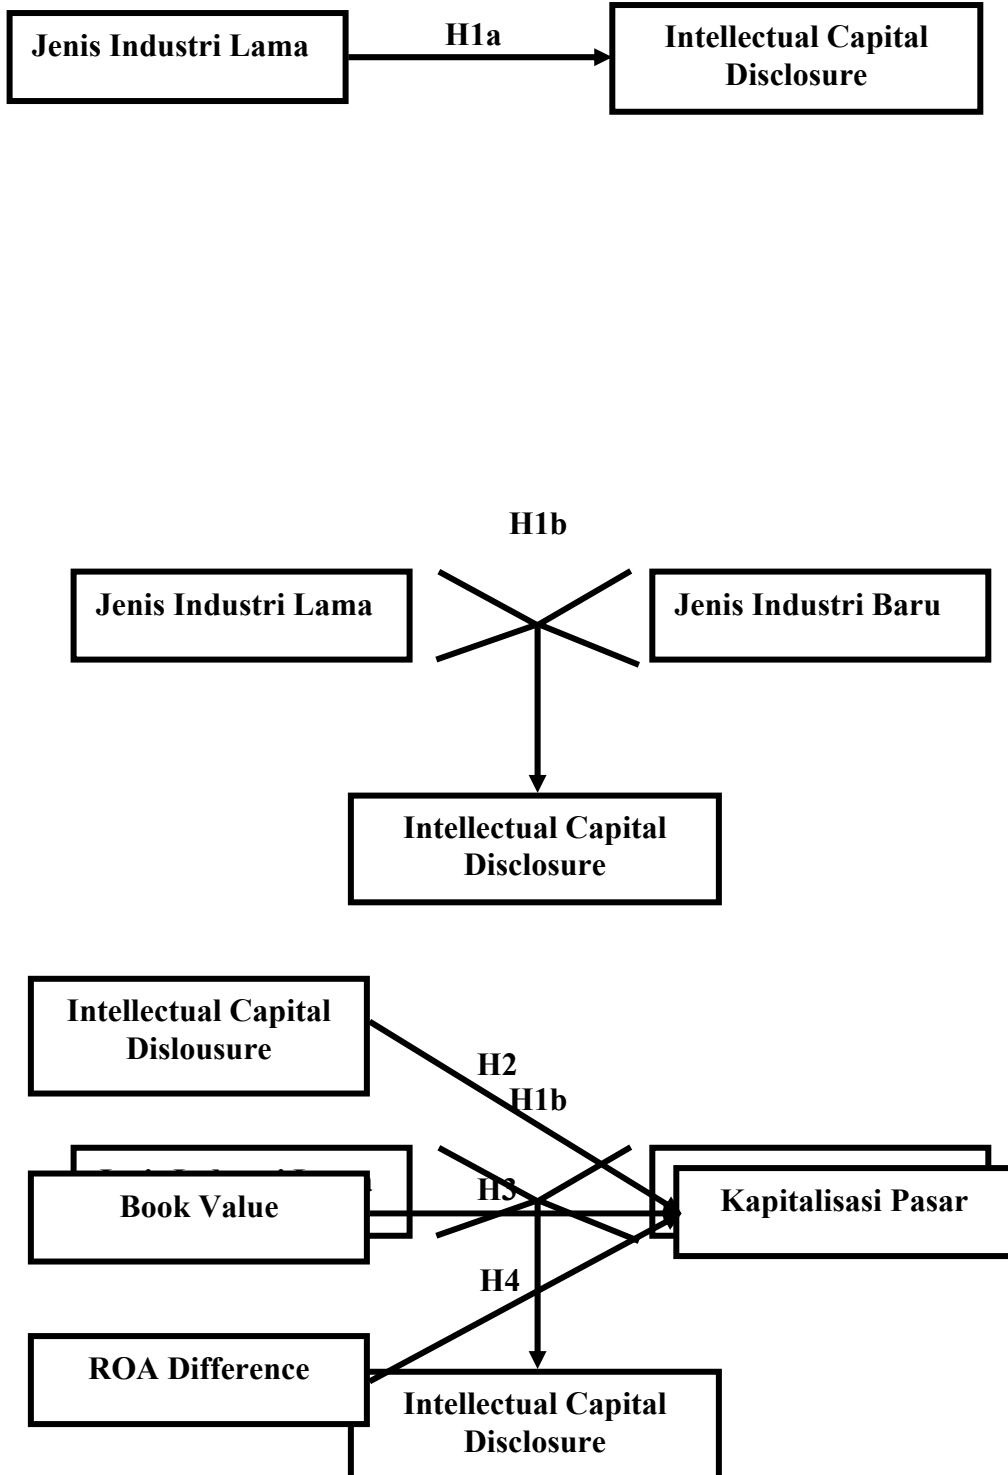 Jenis Industri Lama
H1a
Intellectual Capital
Disclosure
H1b
Jenis Industri Lama
Jenis Industri Baru
Intellectual Capital
Disclosure
Intellectual Capital
Dislousure
H2
H1b
Book Value
H3
Kapitalisasi Pasar
H4
ROA Difference
Intellectual Capital
Disclosure